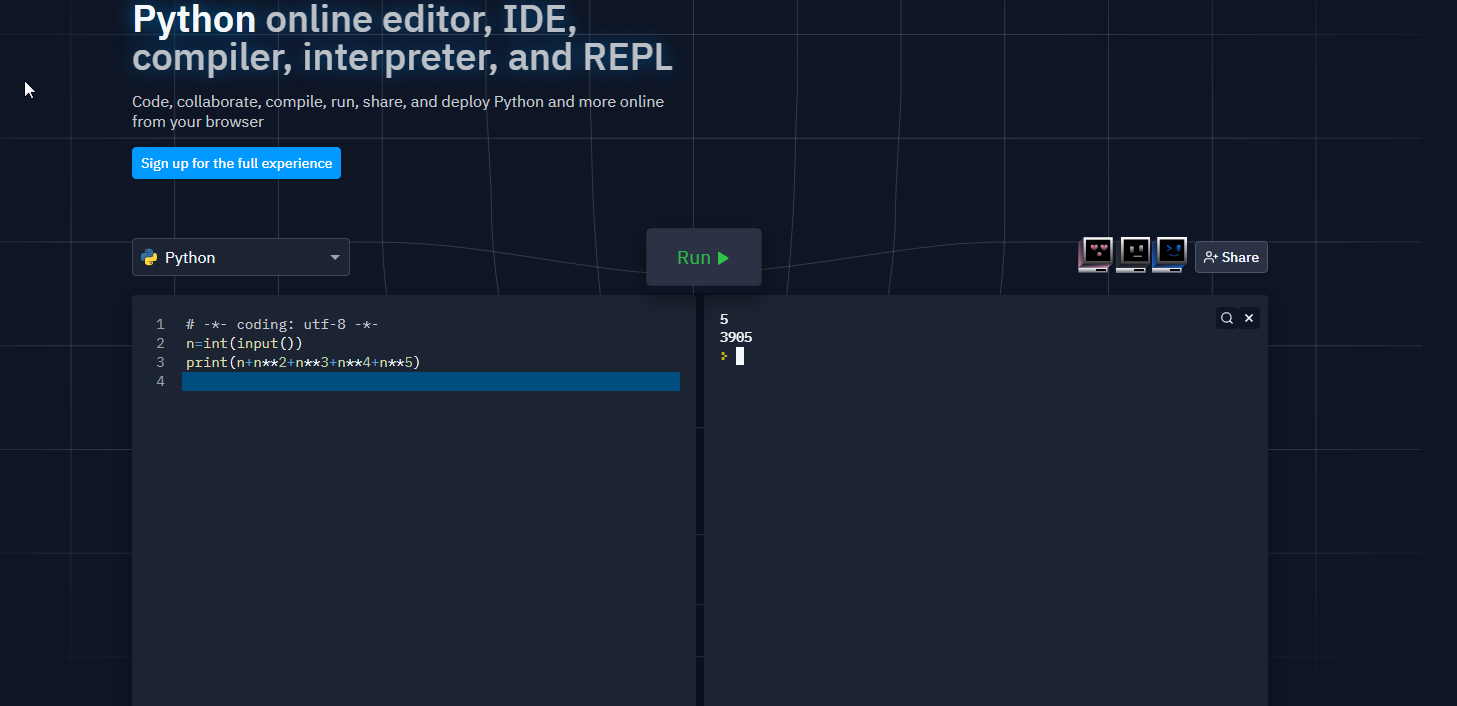 Python online editor, IDE,
compiler, interpreter, and REPL
Code, collaborate, compile, run, share, and deploy Python and more online
from your browser
Sign up for the full experience
Python
Run
Share
1 # -*- coding: utf-8 -*-
2 n=int(input())
3 print(n+n**2+n**3+n**4+n**5)
4
5
3905